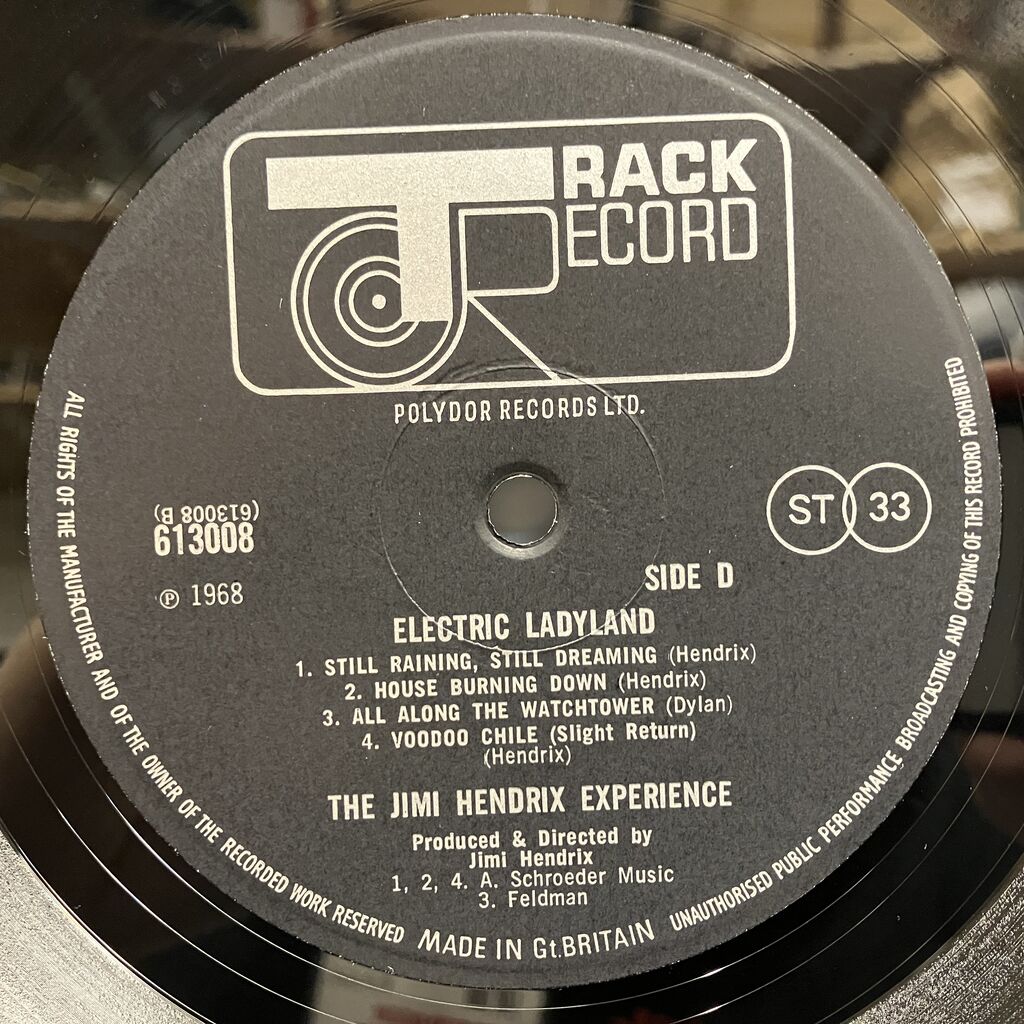 TRACK
RECORD
POLYDOR RECORDS LTD.
(613008 B)
613008
ST 33
℗ 1968
SIDE D
ELECTRIC LADYLAND
1. STILL RAINING, STILL DREAMING (Hendrix)
2. HOUSE BURNING DOWN (Hendrix)
3. ALL ALONG THE WATCHTOWER (Dylan)
4. VOODOO CHILE (Slight Return)
(Hendrix)
THE JIMI HENDRIX EXPERIENCE
Produced & Directed by
Jimi Hendrix
1, 2, 4. A. Schroeder Music
3. Feldman
ALL RIGHTS OF THE MANUFACTURER AND OF THE OWNER OF THE RECORDED WORK RESERVED MADE IN Gt.BRITAIN UNAUTHORISED PUBLIC PERFORMANCE BROADCASTING AND COPYING OF THIS RECORD PROHIBITED